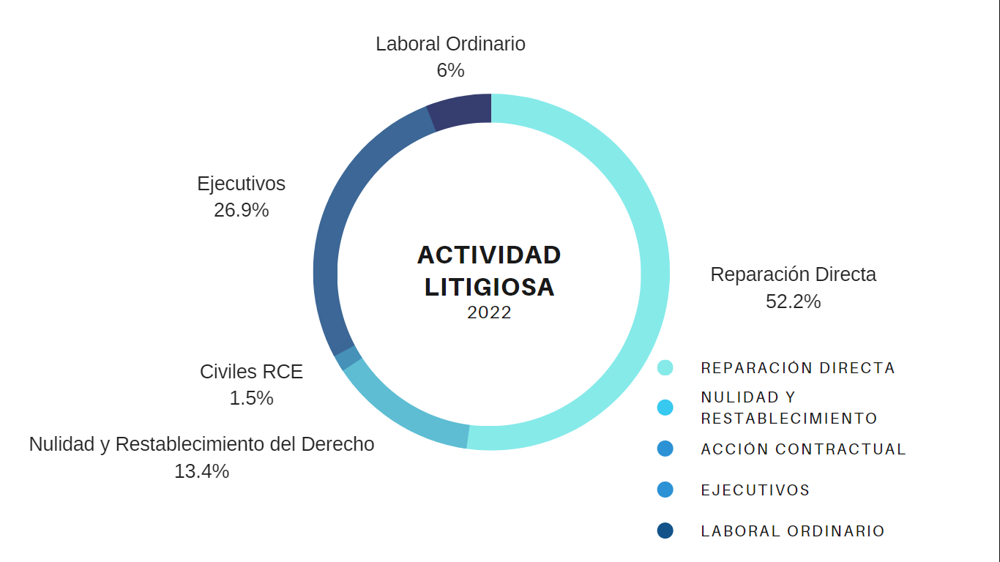 Laboral Ordinario
6%
Ejecutivos
26.9%
ACTIVIDAD
LITIGIOSA
2022
Reparación Directa
52.2%
Civiles RCE
1.5%
Nulidad y Restablecimiento del Derecho
13.4%
REPARACIÓN DIRECTA
NULIDAD Y
RESTABLECIMIENTO
ACCIÓN CONTRACTUAL
EJECUTIVOS
LABORAL ORDINARIO